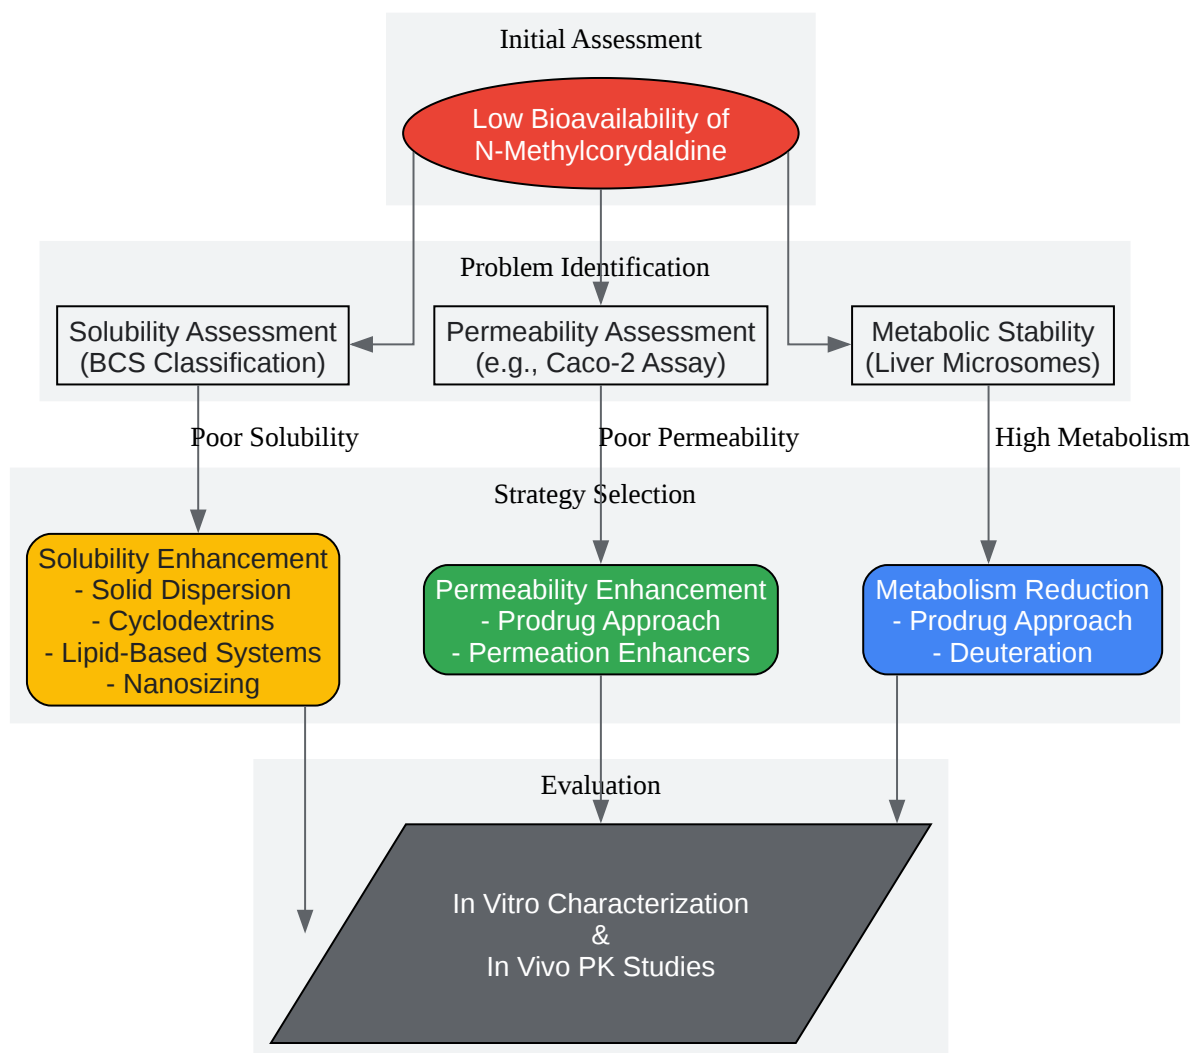 Initial Assessment
Low Bioavailability of
N-Methylcorydaldine
Problem Identification
Solubility Assessment
(BCS Classification)
Permeability Assessment
(e.g., Caco-2 Assay)
Metabolic Stability
(Liver Microsomes)
Poor Solubility
Poor Permeability
High Metabolism
Strategy Selection
Solubility Enhancement
- Solid Dispersion
- Cyclodextrins
- Lipid-Based Systems
- Nanosizing
Permeability Enhancement
- Prodrug Approach
- Permeation Enhancers
Metabolism Reduction
- Prodrug Approach
- Deuteration
Evaluation
In Vitro Characterization
&
In Vivo PK Studies